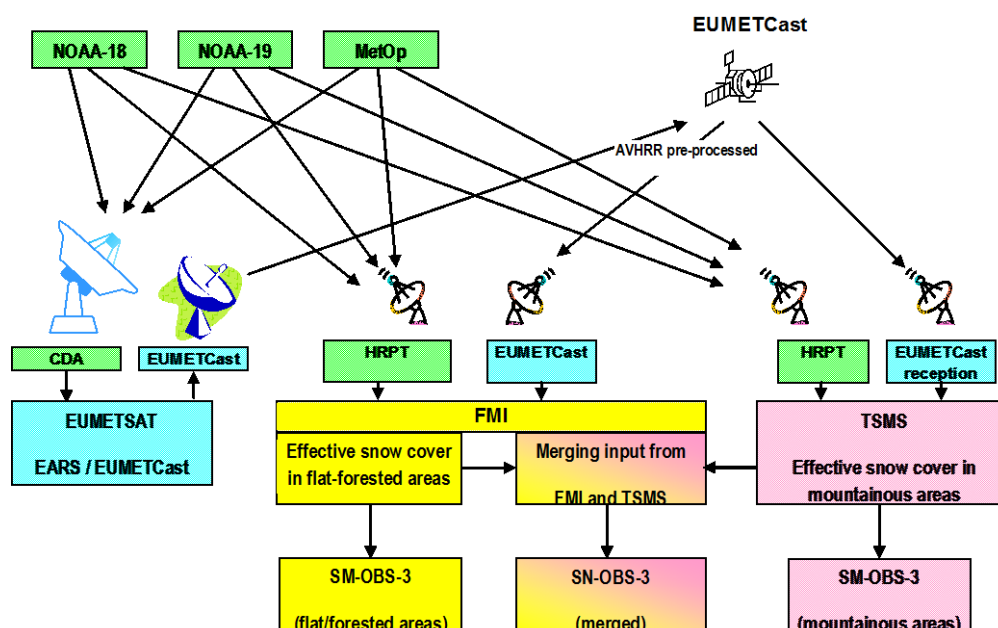 EUMETCast
NOAA-18
NOAA-19
MetOp
AVHRR pre-processed
CDA
EUMETCast
HRPT
EUMETCast
HRPT
EUMETCast
reception
EUMETSAT
EARS / EUMETCast
FMI
Effective snow cover
in flat-forested areas
Merging input from
FMI and TSMS
TSMS
Effective snow cover in
mountainous areas
SM-OBS-3
(flat/forested areas)
SN-OBS-3
(merged)
SM-OBS-3
(mountainous areas)